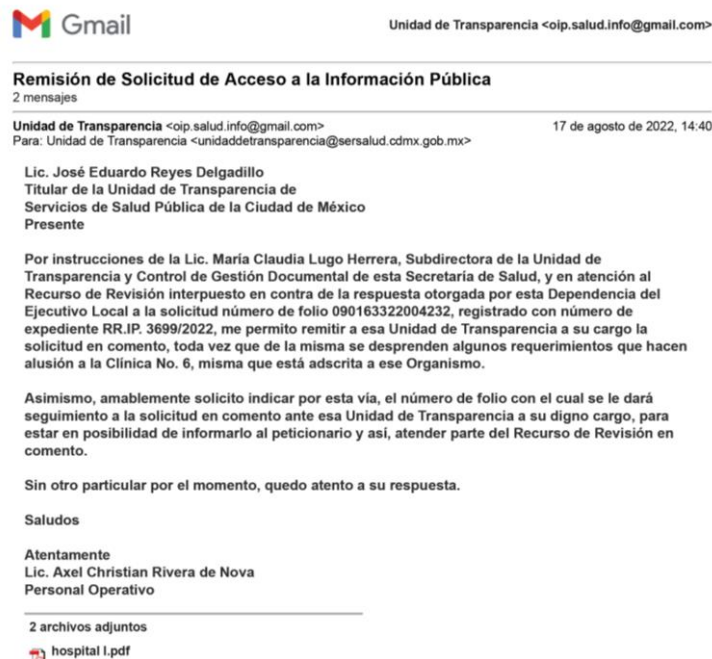 Gmail
Unidad de Transparencia <oip.salud.info@gmail.com>
Remisión de Solicitud de Acceso a la Información Pública
2 mensajes
Unidad de Transparencia <oip.salud.info@gmail.com> 17 de agosto de 2022, 14:40
Para: Unidad de Transparencia <unidaddetransparencia@sersalud.cdmx.gob.mx>
Lic. José Eduardo Reyes Delgadillo
Titular de la Unidad de Transparencia de
Servicios de Salud Pública de la Ciudad de México
Presente
Por instrucciones de la Lic. María Claudia Lugo Herrera, Subdirectora de la Unidad de
Transparencia y Control de Gestión Documental de esta Secretaría de Salud, y en atención al
Recurso de Revisión interpuesto en contra de la respuesta otorgada por esta Dependencia del
Ejecutivo Local a la solicitud número de folio 090163322004232, registrado con número de
expediente RR.IP. 3699/2022, me permito remitir a esa Unidad de Transparencia a su cargo la
solicitud en comento, toda vez que de la misma se desprenden algunos requerimientos que hacen
alusión a la Clínica No. 6, misma que está adscrita a ese Organismo.
Asimismo, amablemente solicito indicar por esta vía, el número de folio con el cual se le dará
seguimiento a la solicitud en comento ante esa Unidad de Transparencia a su digno cargo, para
estar en posibilidad de informarlo al peticionario y así, atender parte del Recurso de Revisión en
comento.
Sin otro particular por el momento, quedo atento a su respuesta.
Saludos
Atentamente
Lic. Axel Christian Rivera de Nova
Personal Operativo
2 archivos adjuntos
hospital I.pdf